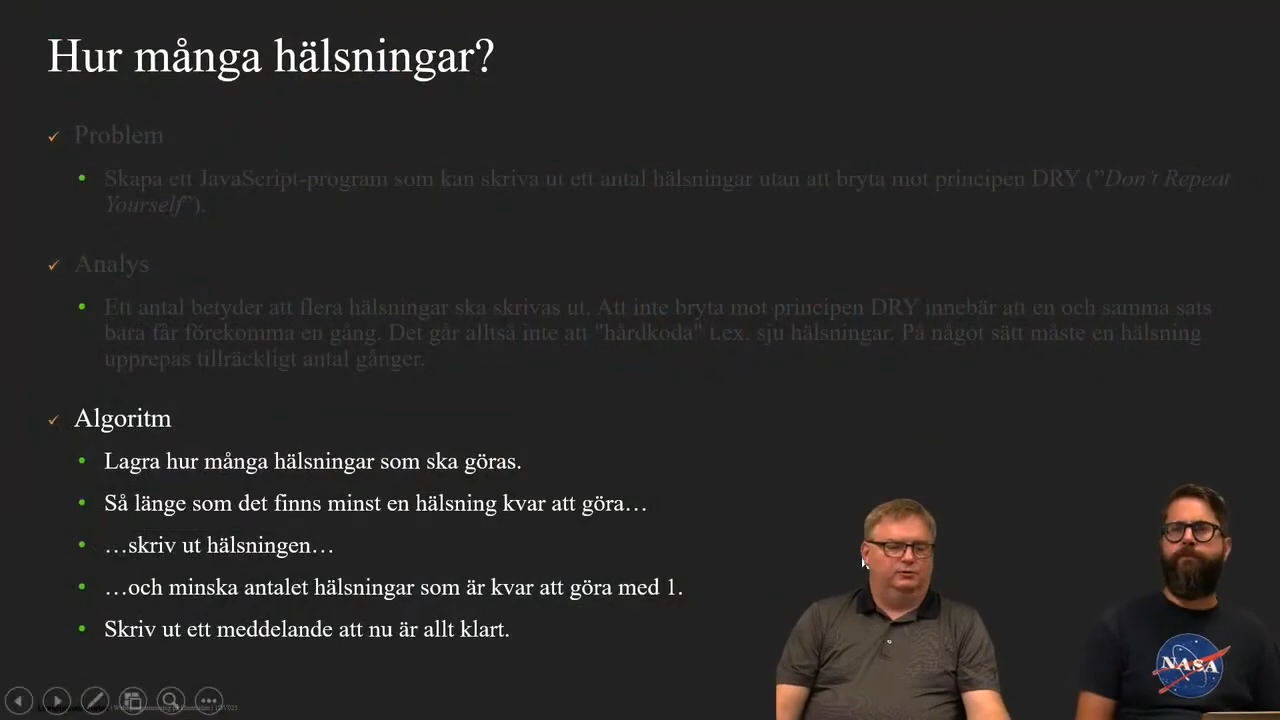 Hur många hälsningar?
Problem
Skapa ett JavaScript-program som kan skriva ut ett antal hälsningar utan att bryta mot principen DRY (”Don’t Repeat
Yourself”).
Analys
Ett antal betyder att flera hälsningar ska skrivas ut. Att inte bryta mot principen DRY innebär att en och samma sats
bara får förekomma en gång. Det går alltså inte att "hårdkoda" t.ex. sju hälsningar. På något sätt måste en hälsning
upprepas tillräckligt antal gånger.
Algoritm
Lagra hur många hälsningar som ska göras.
Så länge som det finns minst en hälsning kvar att göra…
…skriv ut hälsningen…
…och minska antalet hälsningar som är kvar att göra med 1.
Skriv ut ett meddelande att nu är allt klart.
NASA